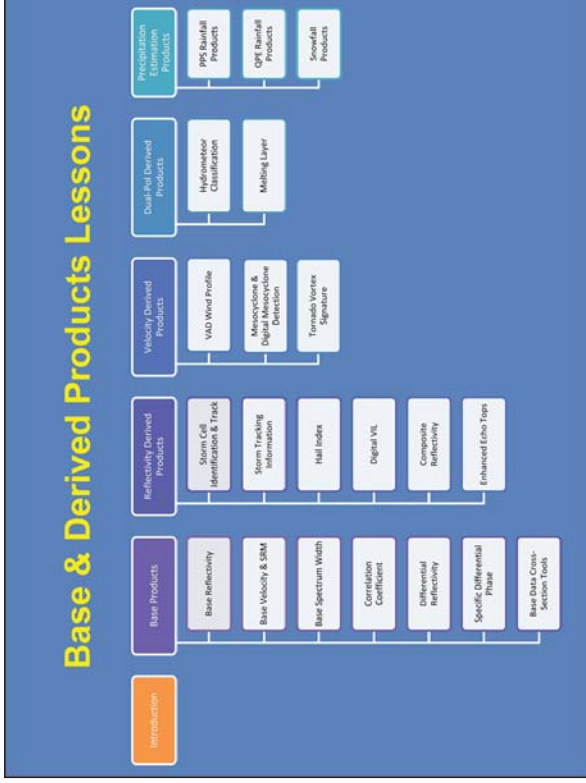 Base & Derived Products Lessons
Introduction
Base Products
Base Reflectivity
Base Velocity & SRM
Base Spectrum Width
Correlation
Coefficient
Differential
Reflectivity
Specific Differential
Phase
Base Data Cross-
Section Tools
Reflectivity Derived
Products
Storm Cell
Identification & Track
Storm Tracking
Information
Hail Index
Digital VIL
Composite
Reflectivity
Enhanced Echo Tops
Velocity Derived
Products
VAD Wind Profile
Mesocyclone &
Digital Mesocyclone
Detection
Tornado Vortex
Signature
Dual-Pol Derived
Products
Hydrometeor
Classification
Melting Layer
Precipitation
Estimation
Products
PPS Rainfall
Products
QPE Rainfall
Products
Snowfall
Products